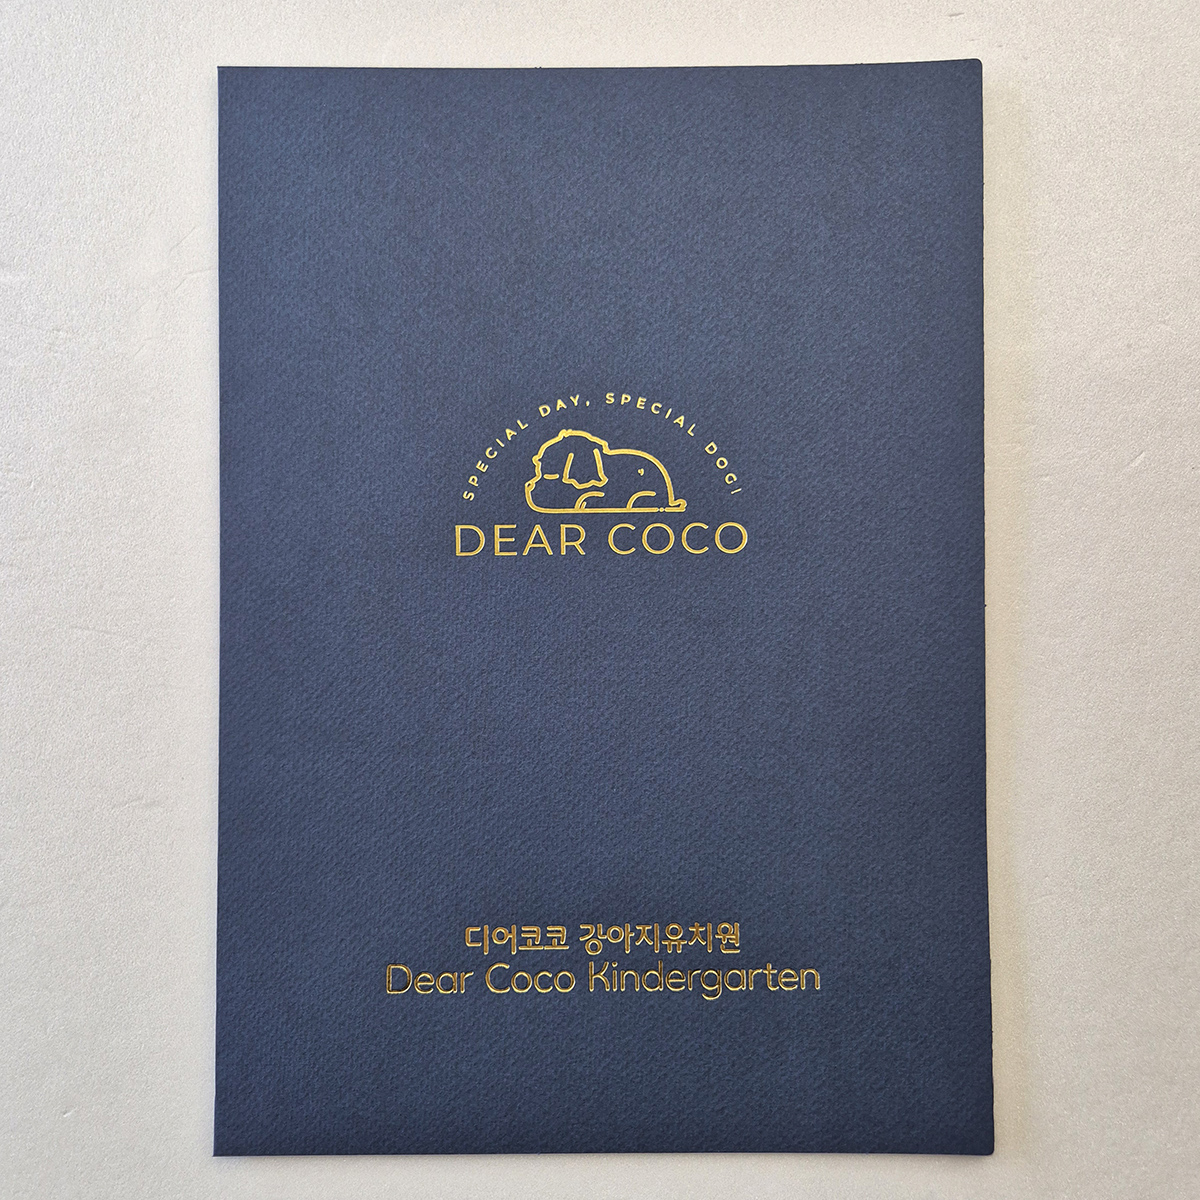 SPECIAL DAY, SPECIAL DOG!
DEAR COCO
디어코코 강아지유치원
Dear Coco Kindergarten